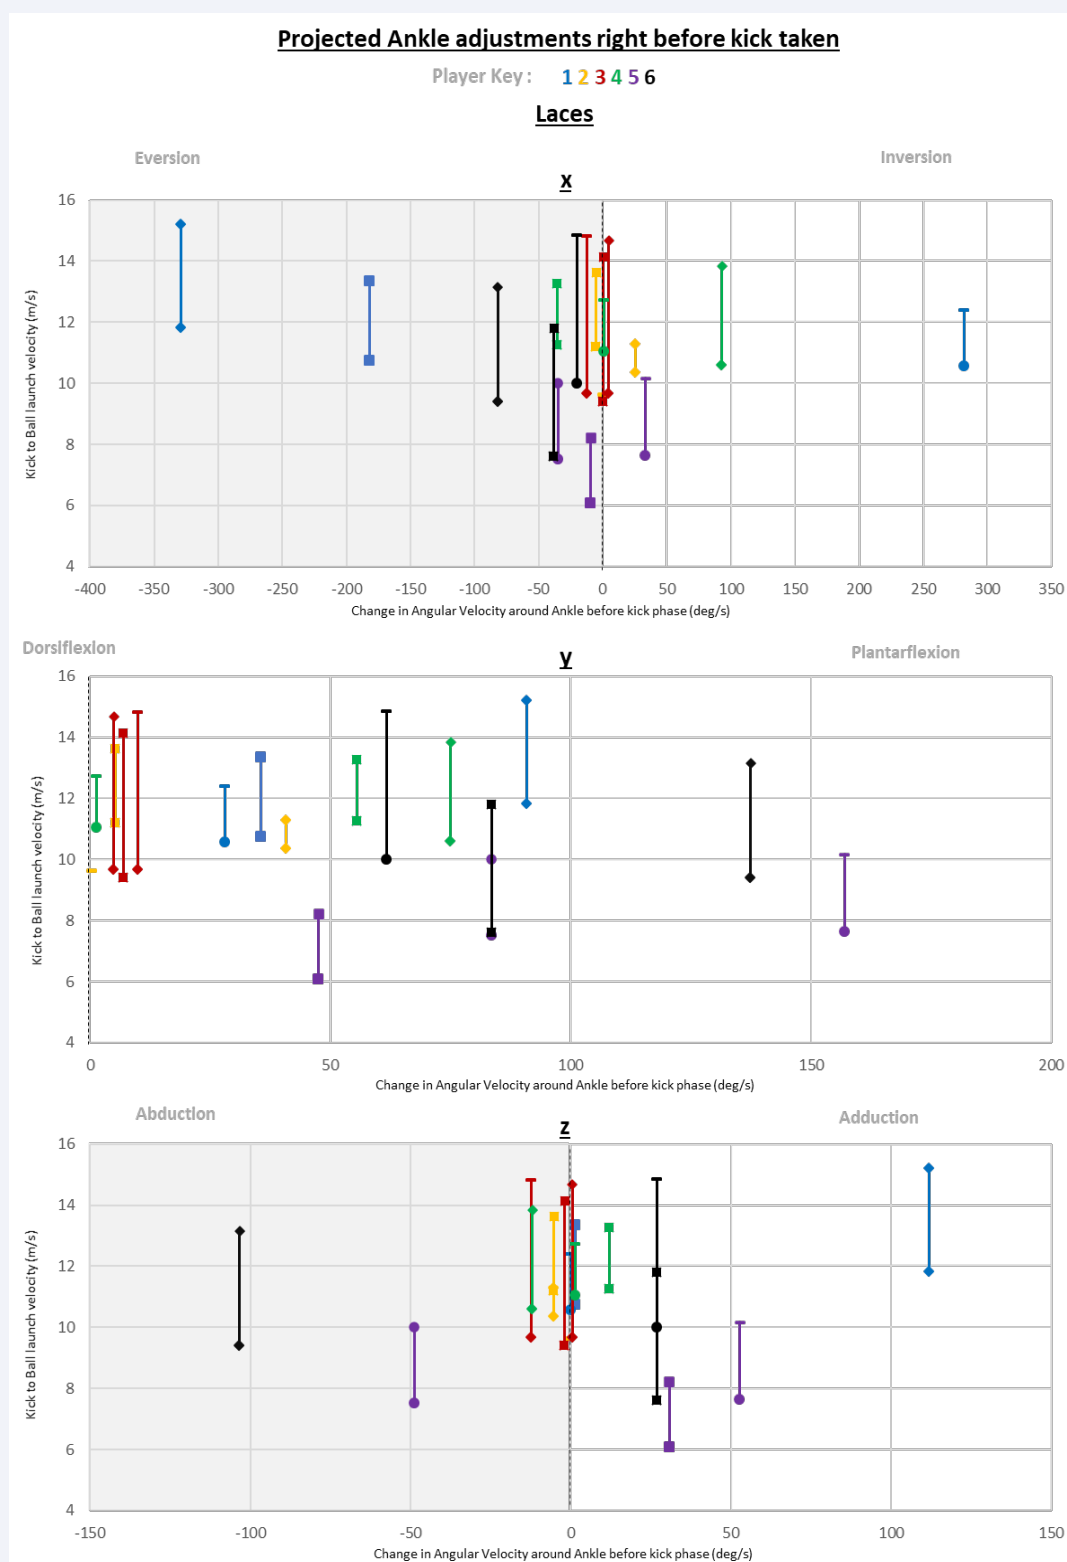 Projected Ankle adjustments right before kick taken
Player Key : 1 2 3 4 5 6
Laces
Eversion Inversion
x
16
14
12
10
8
6
4
Kick to Ball launch velocity (m/s)
-400 -350 -300 -250 -200 -150 -100 -50 0 50 100 150 200 250 300 350
Change in Angular Velocity around Ankle before kick phase (deg/s)
Dorsiflexion Plantarflexion
y
16
14
12
10
8
6
4
Kick to Ball launch velocity (m/s)
0 50 100 150 200
Change in Angular Velocity around Ankle before kick phase (deg/s)
Abduction Adduction
z
16
14
12
10
8
6
4
Kick to Ball launch velocity (m/s)
-150 -100 -50 0 50 100 150
Change in Angular Velocity around Ankle before kick phase (deg/s)